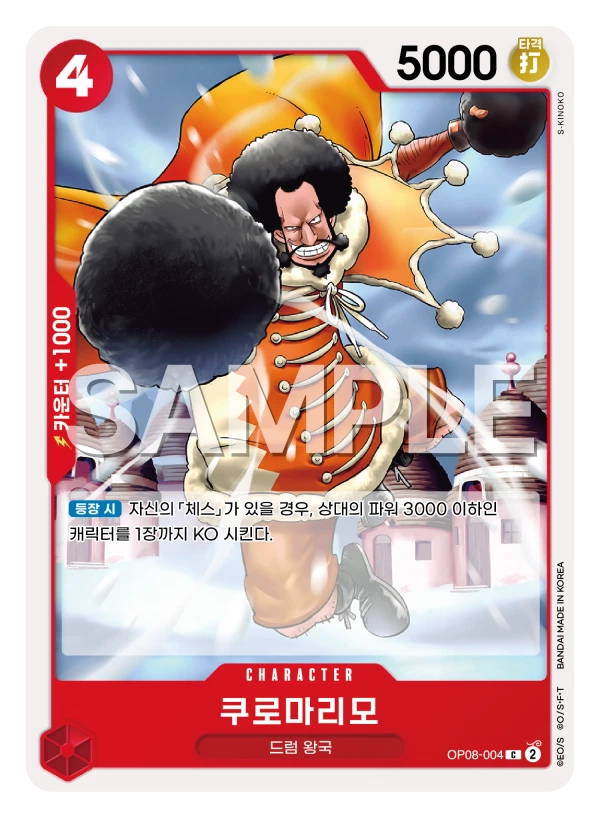 4
5000
타격
打
S-KINOKO
카운터 +1000
SAMPLE
등장 시 자신의 「체스」가 있을 경우, 상대의 파워 3000 이하인
캐릭터를 1장까지 KO 시킨다.
CHARACTER
쿠로마리모
드럼 왕국
OP08-004 C 2
©EO/S ©O/S·F·T BANDAI MADE IN KOREA